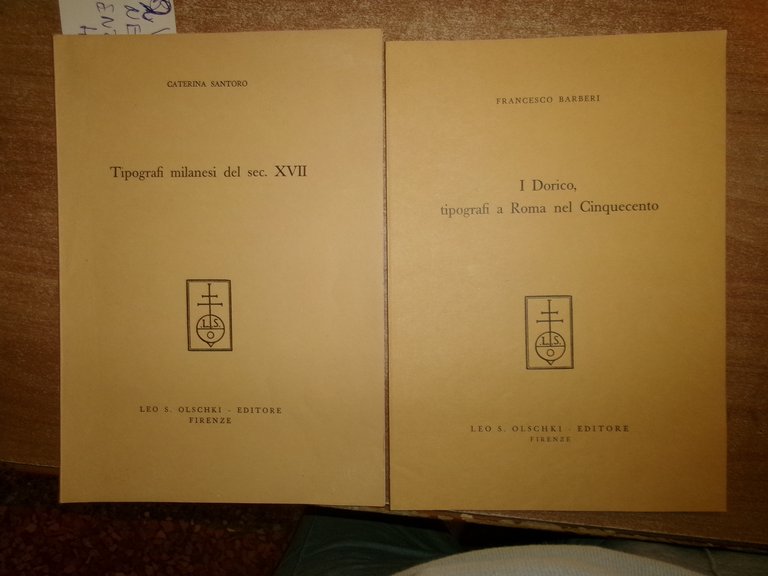 CATERINA SANTORO
Tipografi milanesi del sec. XVII
L. S.
O
LEO S. OLSCHKI - EDITORE
FIRENZE
FRANCESCO BARBERI
I Dorico,
tipografi a Roma nel Cinquecento
L. S.
O
LEO S. OLSCHKI - EDITORE
FIRENZE